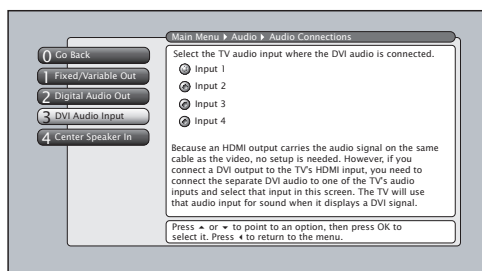 Main Menu ▸ Audio ▸ Audio Connections
0 Go Back
1 Fixed/Variable Out
2 Digital Audio Out
3 DVI Audio Input
4 Center Speaker In
Select the TV audio input where the DVI audio is connected.
Input 1
Input 2
Input 3
Input 4
Because an HDMI output carries the audio signal on the same
cable as the video, no setup is needed. However, if you
connect a DVI output to the TV's HDMI input, you need to
connect the separate DVI audio to one of the TV's audio
inputs and select that input in this screen. The TV will use
that audio input for sound when it displays a DVI signal.
Press ▲ or ▼ to point to an option, then press OK to
select it. Press ◂ to return to the menu.